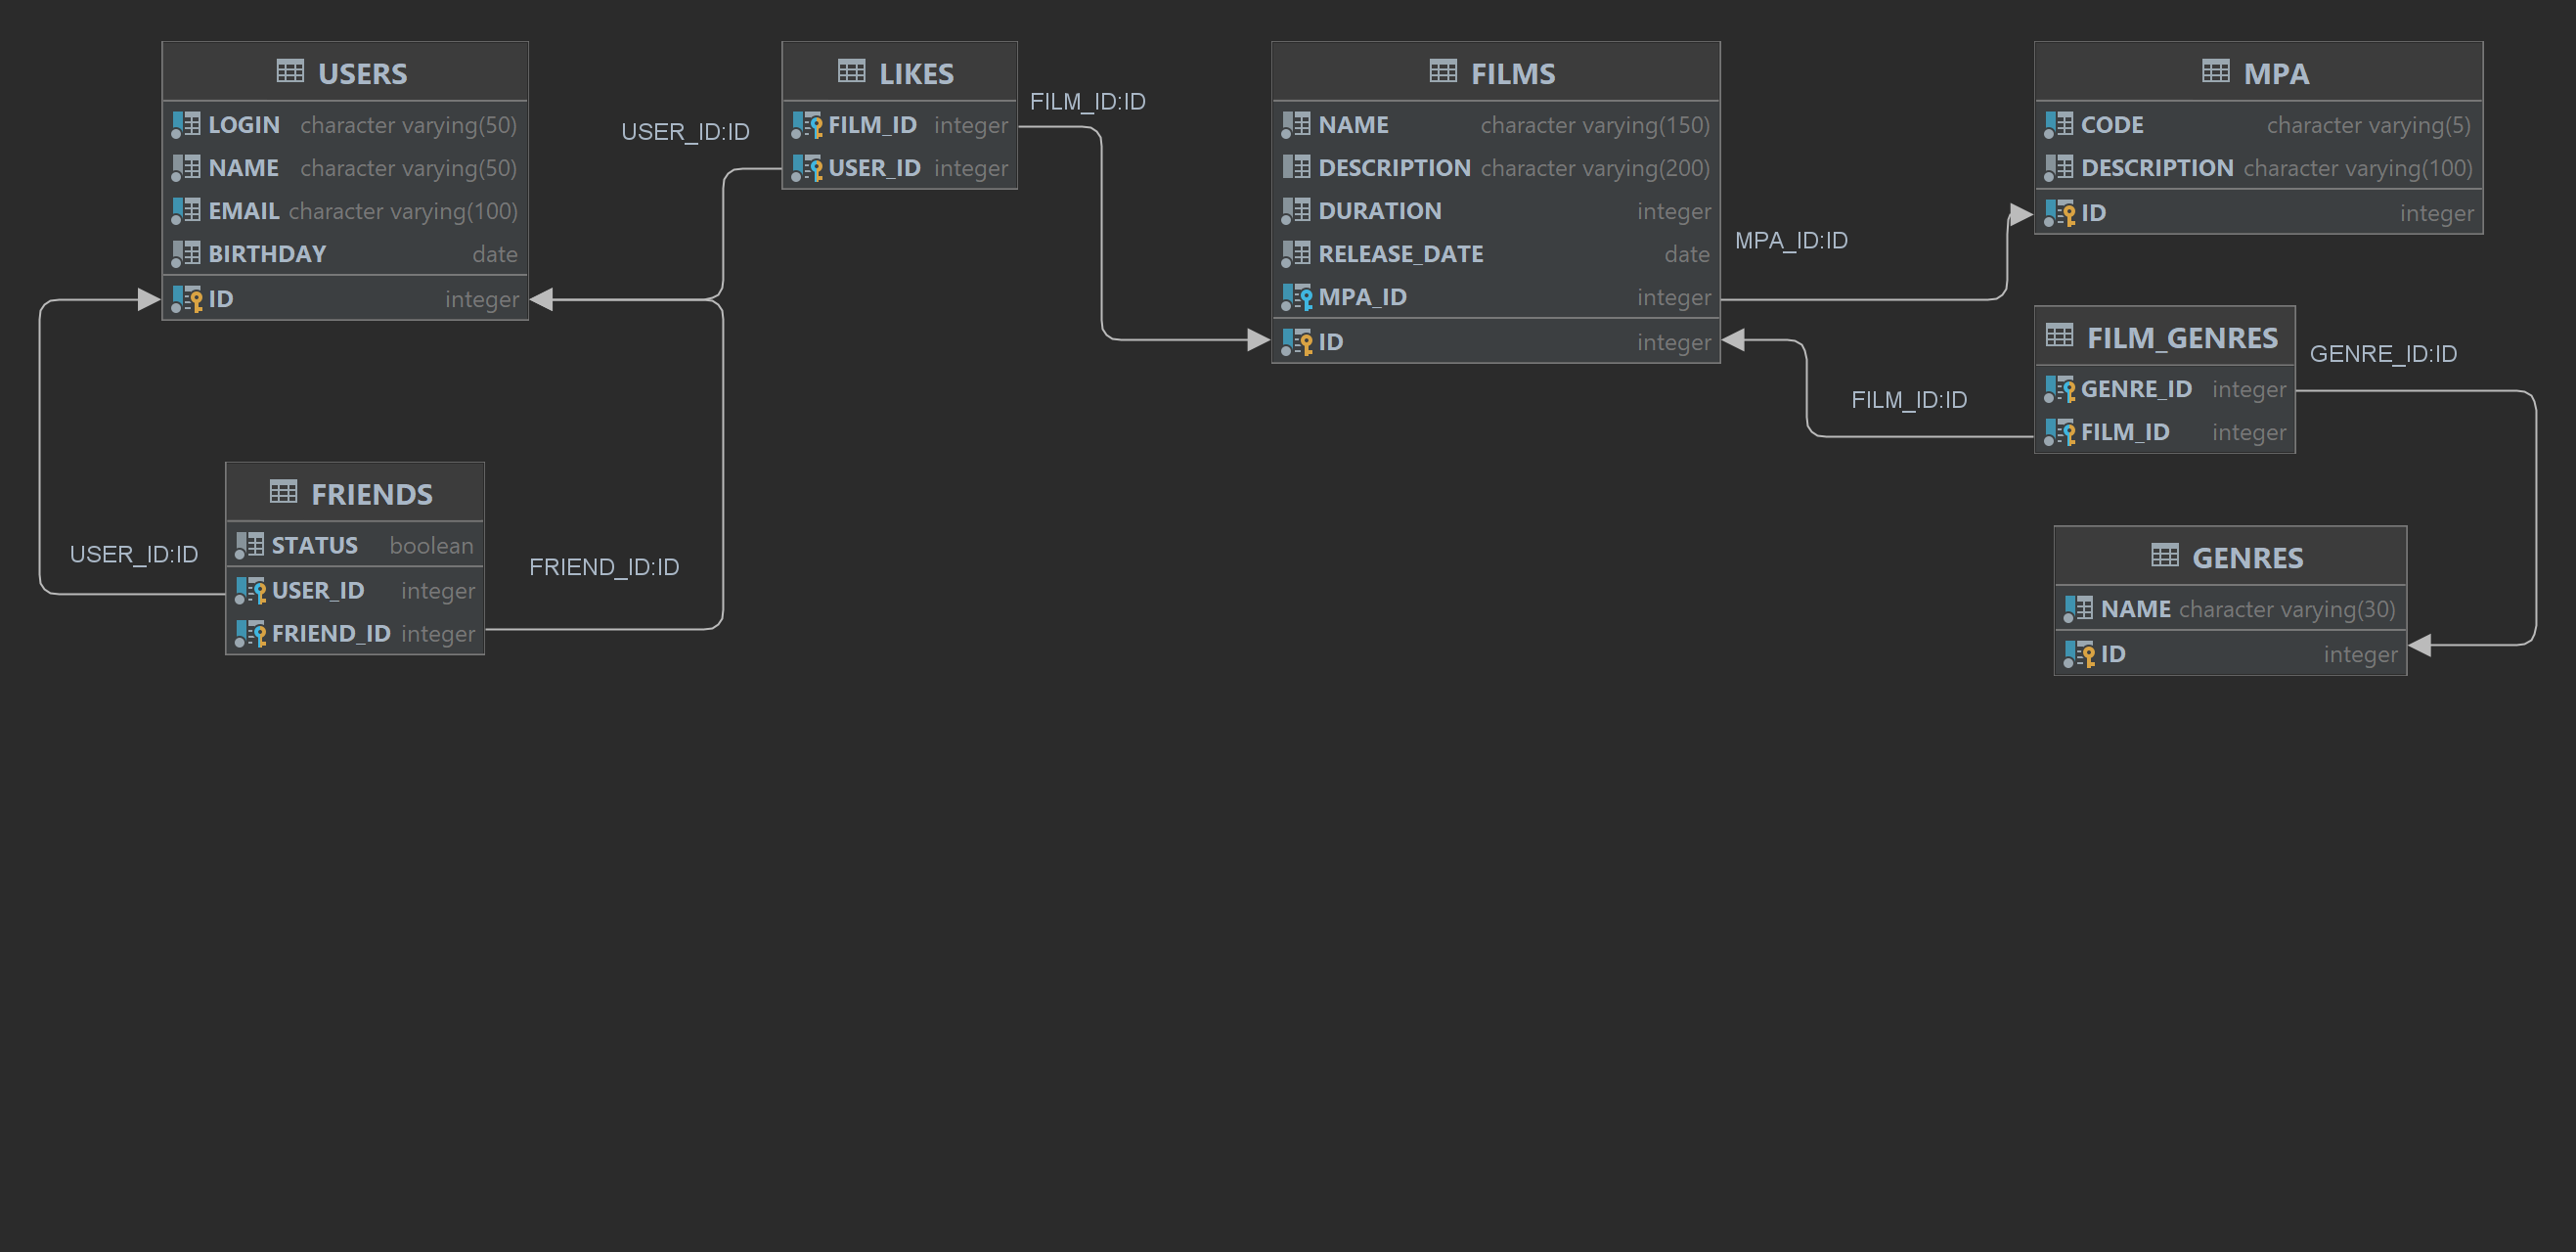 USERS
LOGIN character varying(50)
NAME character varying(50)
EMAIL character varying(100)
BIRTHDAY date
ID integer
USER_ID:ID
LIKES
FILM_ID integer
USER_ID integer
FILM_ID:ID
FILMS
NAME character varying(150)
DESCRIPTION character varying(200)
DURATION integer
RELEASE_DATE date
MPA_ID integer
ID integer
MPA_ID:ID
MPA
CODE character varying(5)
DESCRIPTION character varying(100)
ID integer
FILM_GENRES
GENRE_ID integer
FILM_ID integer
GENRE_ID:ID
FILM_ID:ID
FRIENDS
STATUS boolean
USER_ID integer
FRIEND_ID integer
USER_ID:ID
FRIEND_ID:ID
GENRES
NAME character varying(30)
ID integer